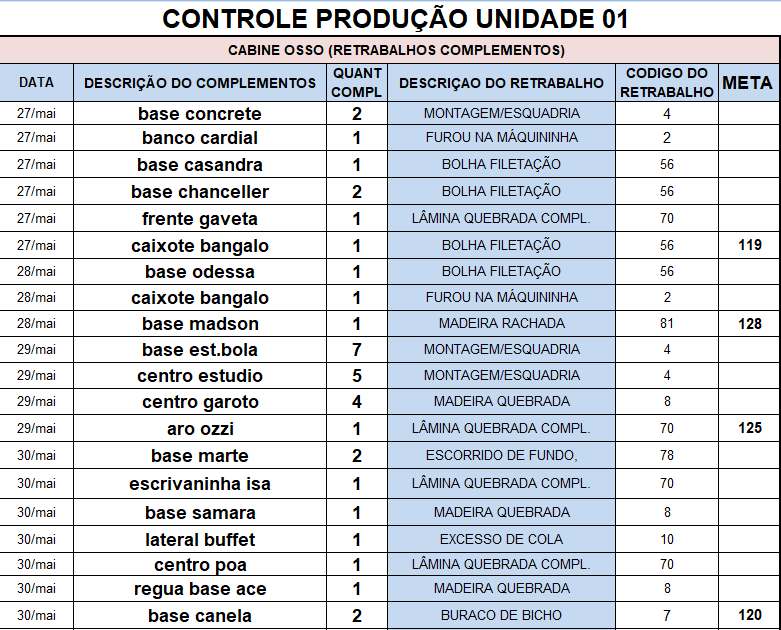 CONTROLE PRODUÇÃO UNIDADE 01
CABINE OSSO (RETRABALHOS COMPLEMENTOS)
DATA DESCRIÇÃO DO COMPLEMENTOS QUANT COMPL DESCRIÇAO DO RETRABALHO CODIGO DO RETRABALHO META
27/mai base concrete 2 MONTAGEM/ESQUADRIA 4
27/mai banco cardial 1 FUROU NA MÁQUININHA 2
27/mai base casandra 1 BOLHA FILETAÇÃO 56
27/mai base chanceller 2 BOLHA FILETAÇÃO 56
27/mai frente gaveta 1 LÂMINA QUEBRADA COMPL. 70
27/mai caixote bangalo 1 BOLHA FILETAÇÃO 56 119
28/mai base odessa 1 BOLHA FILETAÇÃO 56
28/mai caixote bangalo 1 FUROU NA MÁQUININHA 2
28/mai base madson 1 MADEIRA RACHADA 81 128
29/mai base est.bola 7 MONTAGEM/ESQUADRIA 4
29/mai centro estudio 5 MONTAGEM/ESQUADRIA 4
29/mai centro garoto 4 MADEIRA QUEBRADA 8
29/mai aro ozzi 1 LÂMINA QUEBRADA COMPL. 70 125
30/mai base marte 2 ESCORRIDO DE FUNDO, 78
30/mai escrivaninha isa 1 LÂMINA QUEBRADA COMPL. 70
30/mai base samara 1 MADEIRA QUEBRADA 8
30/mai lateral buffet 1 EXCESSO DE COLA 10
30/mai centro poa 1 LÂMINA QUEBRADA COMPL. 70
30/mai regua base ace 1 MADEIRA QUEBRADA 8
30/mai base canela 2 BURACO DE BICHO 7 120